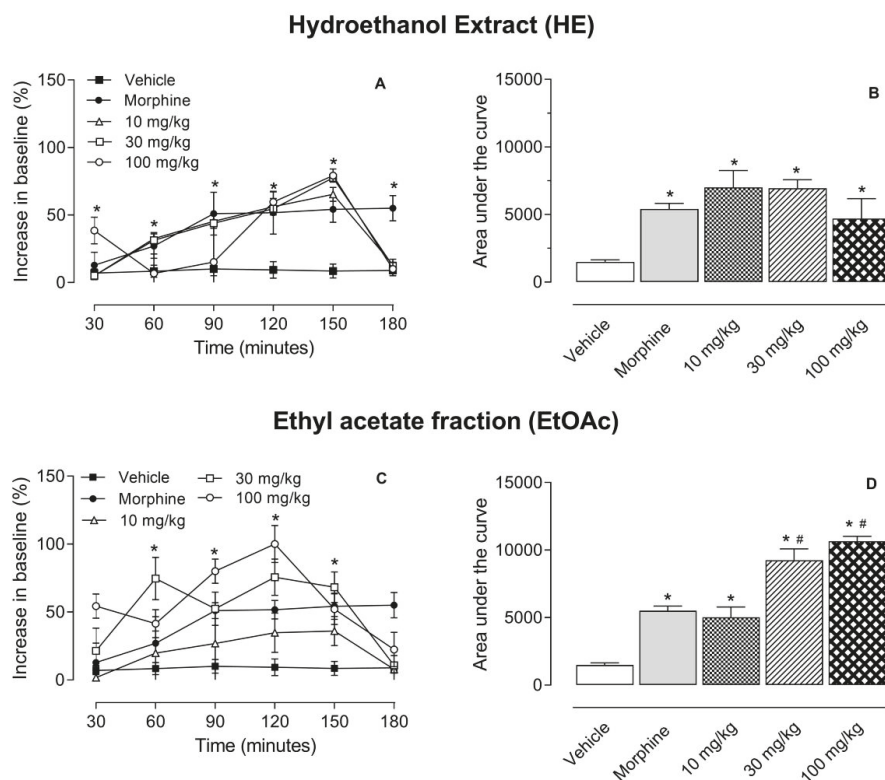 Hydroethanol Extract (HE)
Increase in baseline (%)
150
100
50
0
Vehicle
Morphine
10 mg/kg
30 mg/kg
100 mg/kg
A
*
*
*
*
*
*
30 60 90 120 150 180
Time (minutes)
Area under the curve
15000
10000
5000
0
B
*
*
*
*
Vehicle
Morphine
10 mg/kg
30 mg/kg
100 mg/kg
Ethyl acetate fraction (EtOAc)
Increase in baseline (%)
150
100
50
0
Vehicle
Morphine
10 mg/kg
30 mg/kg
100 mg/kg
C
*
*
*
*
30 60 90 120 150 180
Time (minutes)
Area under the curve
15000
10000
5000
0
D
*
*
* #
* #
Vehicle
Morphine
10 mg/kg
30 mg/kg
100 mg/kg